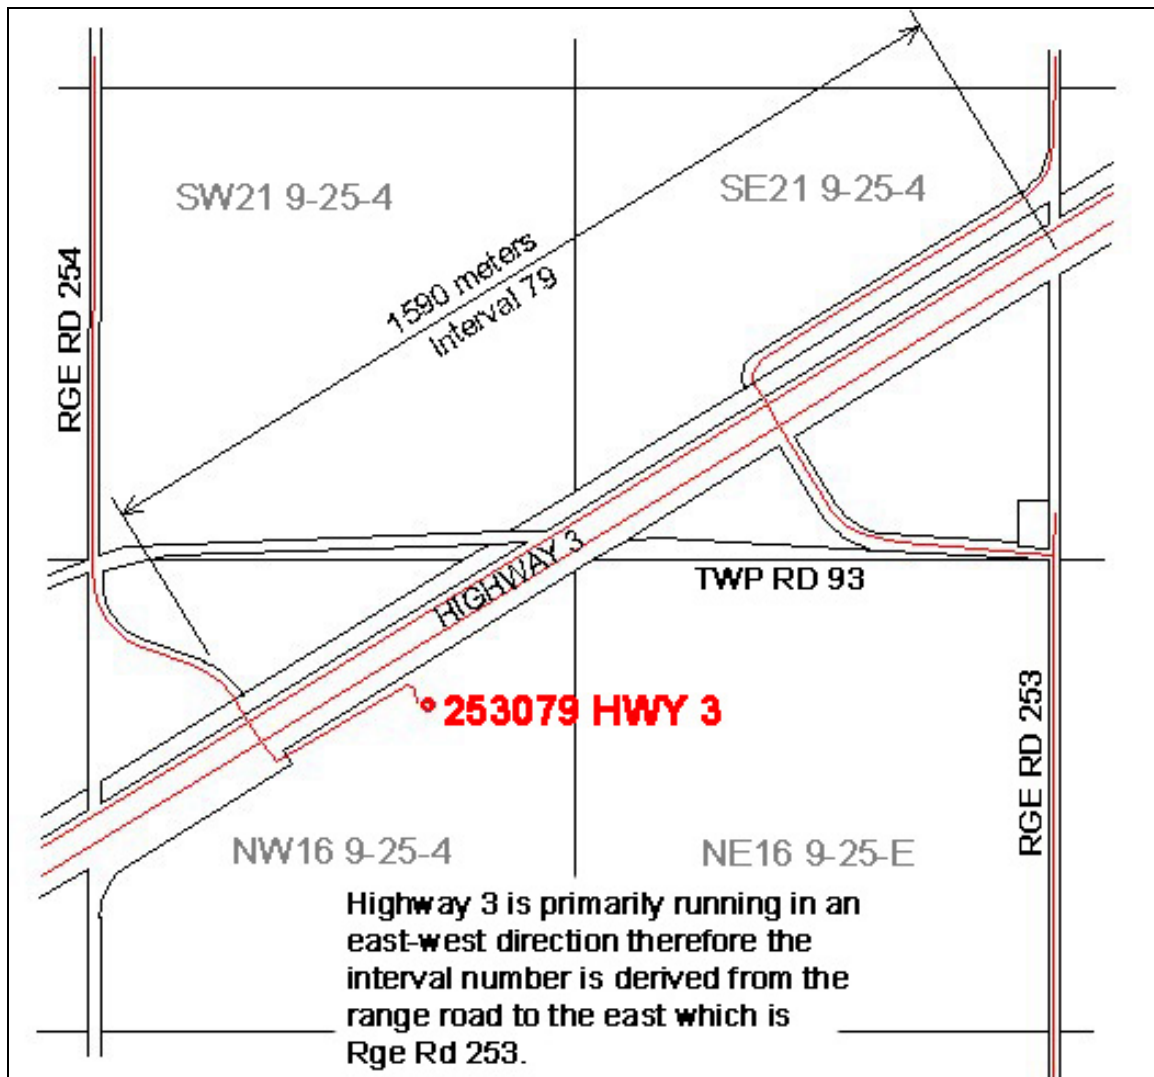 SW21 9-25-4
SE21 9-25-4
1590 meters
Interval 79
RGE RD 254
HIGHWAY 3
TWP RD 93
253079 HWY 3
RGE RD 253
NW16 9-25-4
NE16 9-25-E
Highway 3 is primarily running in an
east-west direction therefore the
interval number is derived from the
range road to the east which is
Rge Rd 253.